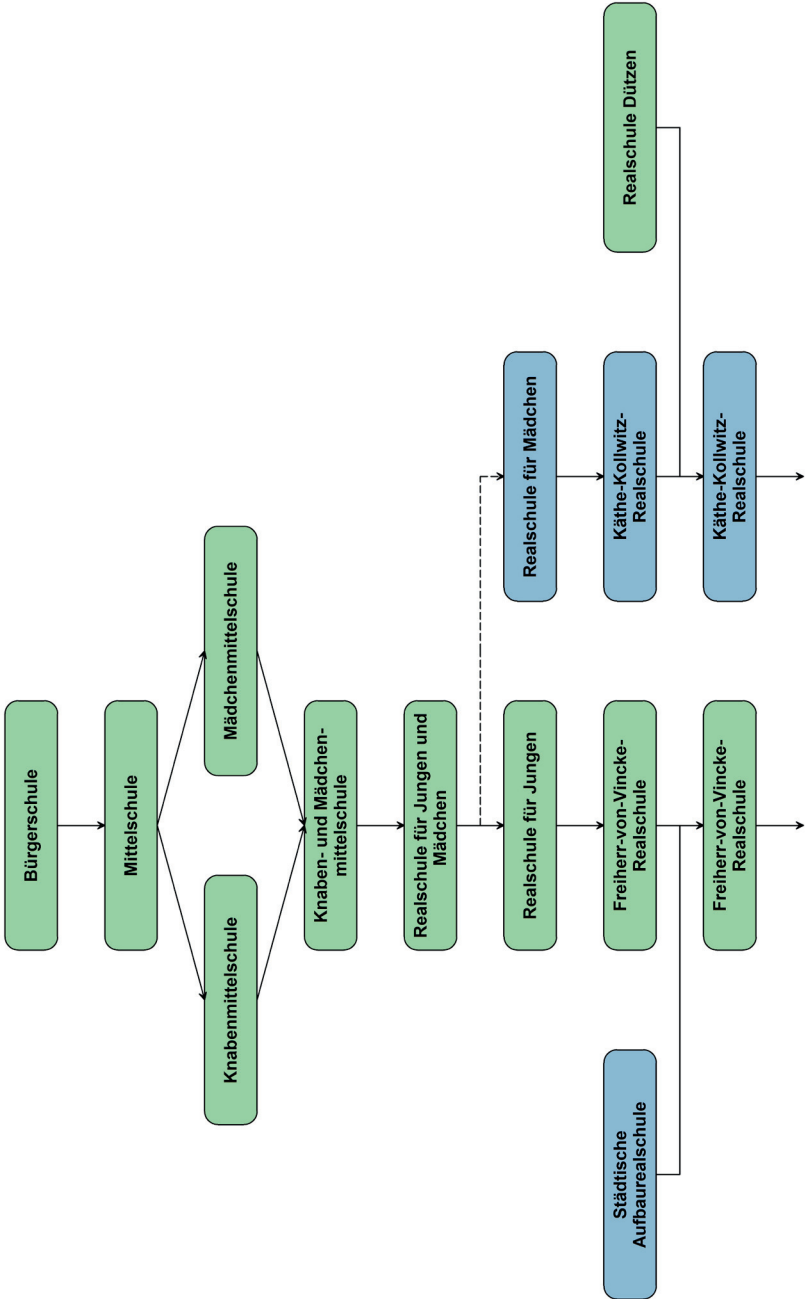 Bürgerschule
Mittelschule
Knabenmittelschule
Mädchenmittelschule
Knaben- und Mädchen-
mittelschule
Realschule für Jungen und
Mädchen
Realschule für Jungen
Realschule für Mädchen
Städtische
Aufbaurealschule
Freiherr-von-Vincke-
Realschule
Käthe-Kollwitz-
Realschule
Realschule Dützen
Freiherr-von-Vincke-
Realschule
Käthe-Kollwitz-
Realschule